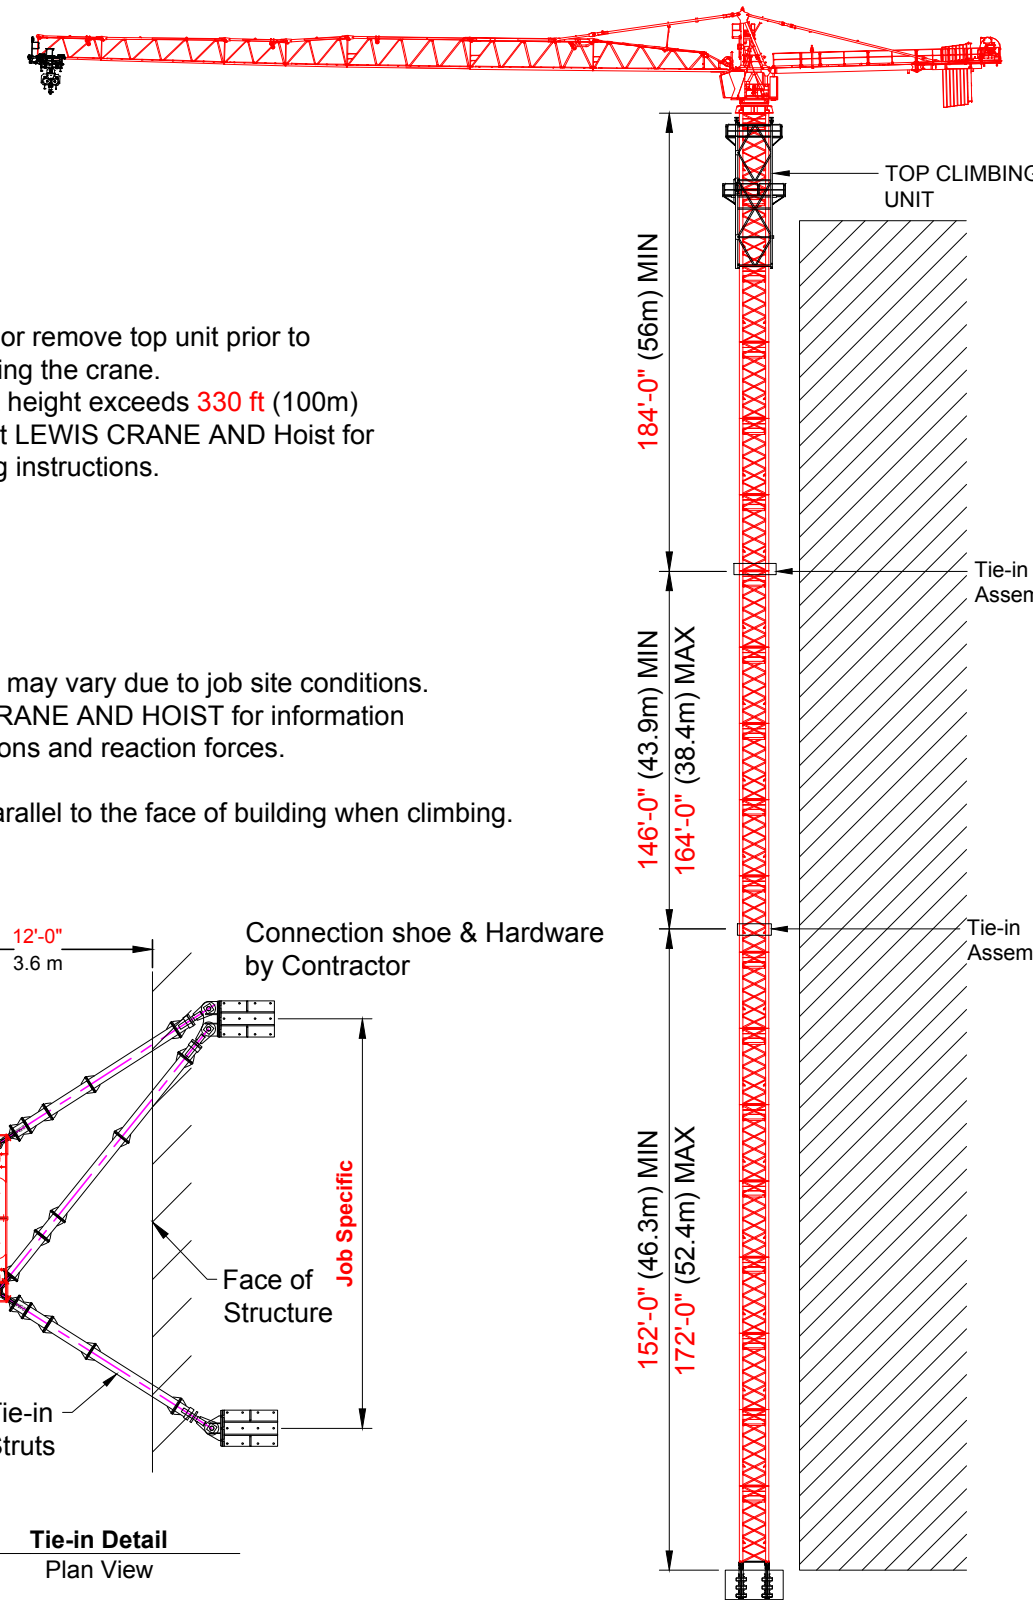 TOP CLIMBING
UNIT
184'-0" (56m) MIN
or remove top unit prior to
ing the crane.
height exceeds 330 ft (100m)
t LEWIS CRANE AND Hoist for
g instructions.
Tie-in
Assem
146'-0" (43.9m) MIN
164'-0" (38.4m) MAX
may vary due to job site conditions.
RANE AND HOIST for information
ons and reaction forces.
arallel to the face of building when climbing.
12'-0"
3.6 m
Connection shoe & Hardware
by Contractor
Tie-in
Assem
152'-0" (46.3m) MIN
172'-0" (52.4m) MAX
Job Specific
Face of
Structure
Tie-in
Struts
Tie-in Detail
Plan View